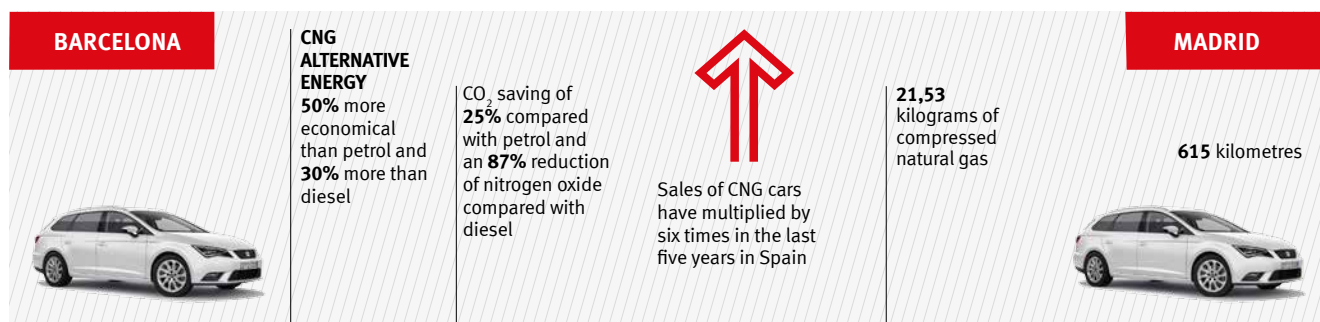 BARCELONA
CNG
ALTERNATIVE
ENERGY
50% more
economical
than petrol and
30% more than
diesel
CO₂ saving of
25% compared
with petrol and
an 87% reduction
of nitrogen oxide
compared with
diesel
Sales of CNG cars
have multiplied by
six times in the last
five years in Spain
21,53
kilograms of
compressed
natural gas
MADRID
615 kilometres